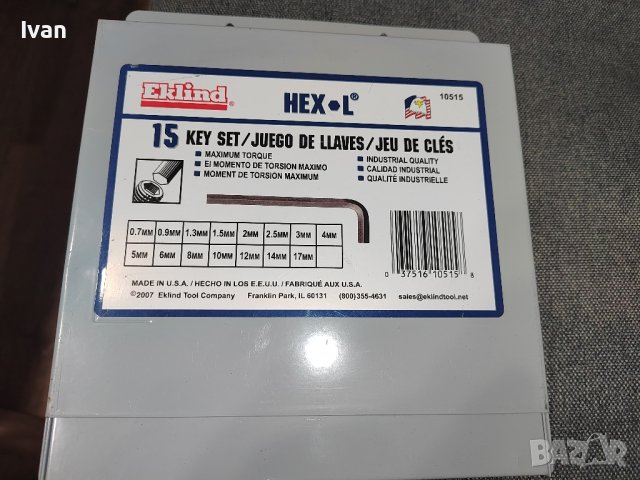 Ivan
Eklind®
HEX•L®
10515
15 KEY SET/JUEGO DE LLAVES/JEU DE CLÉS
MAXIMUM TORQUE
El MOMENTO DE TORSION MAXIMO
MOMENT DE TORSION MAXIMUM
INDUSTRIAL QUALITY
CALIDAD INDUSTRIAL
QUALITÉ INDUSTRIELLE
0.7MM 0.9MM 1.3MM 1.5MM 2MM 2.5MM 3MM 4MM
5MM 6MM 8MM 10MM 12MM 14MM 17MM
0 37516 10515 8
MADE IN U.S.A. / HECHO IN LOS E.E.U.U. / FABRIQUÉ AUX U.S.A.
©2007 Eklind Tool Company Franklin Park, IL 60131 (800)355-4631 sales@eklindtool.net
BAZAR